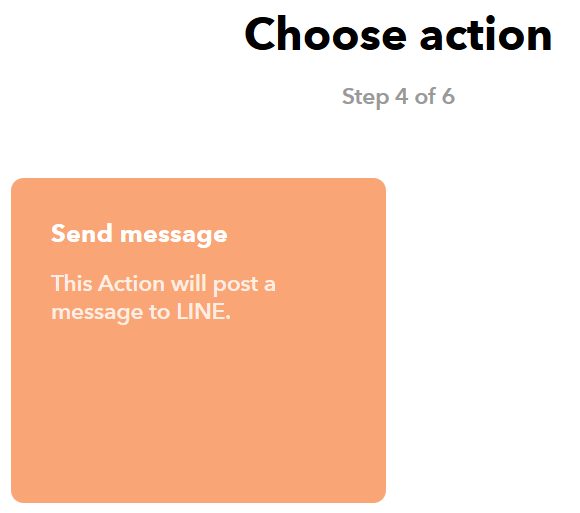 Choose action
Step 4 of 6
Send message
This Action will post a
message to LINE.